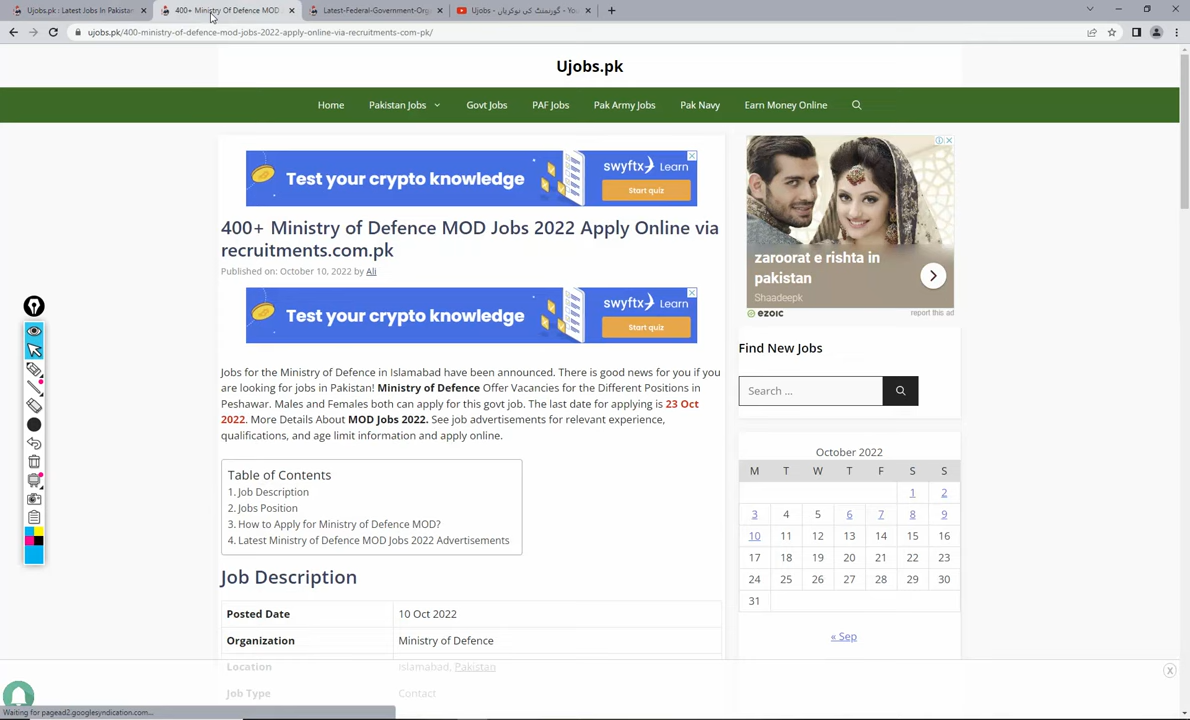 Ujobs.pk : Latest Jobs In Pakistan
400+ Ministry Of Defence MOD
Latest-Federal-Government-Org
Ujobs - گورنمنٹ کی نوکریاں - You
ujobs.pk/400-ministry-of-defence-mod-jobs-2022-apply-online-via-recruitments-com-pk/
Ujobs.pk
Home
Pakistan Jobs
Govt Jobs
PAF Jobs
Pak Army Jobs
Pak Navy
Earn Money Online
Test your crypto knowledge
swyftx Learn
Start quiz
400+ Ministry of Defence MOD Jobs 2022 Apply Online via
recruitments.com.pk
Published on: October 10, 2022 by Ali
Test your crypto knowledge
swyftx Learn
Start quiz
Jobs for the Ministry of Defence in Islamabad have been announced. There is good news for you if you
are looking for jobs in Pakistan! Ministry of Defence Offer Vacancies for the Different Positions in
Peshawar. Males and Females both can apply for this govt job. The last date for applying is 23 Oct
2022. More Details About MOD Jobs 2022. See job advertisements for relevant experience,
qualifications, and age limit information and apply online.
Table of Contents
1. Job Description
2. Jobs Position
3. How to Apply for Ministry of Defence MOD?
4. Latest Ministry of Defence MOD Jobs 2022 Advertisements
Job Description
Posted Date 10 Oct 2022
Organization Ministry of Defence
Location Islamabad, Pakistan
Job Type Contact
zaroorat e rishta in
pakistan
Shaadeepk
ezoic
report this ad
Find New Jobs
Search ...
October 2022
M T W T F S S
1 2
3 4 5 6 7 8 9
10 11 12 13 14 15 16
17 18 19 20 21 22 23
24 25 26 27 28 29 30
31
« Sep
Waiting for pagead2.googlesyndication.com...